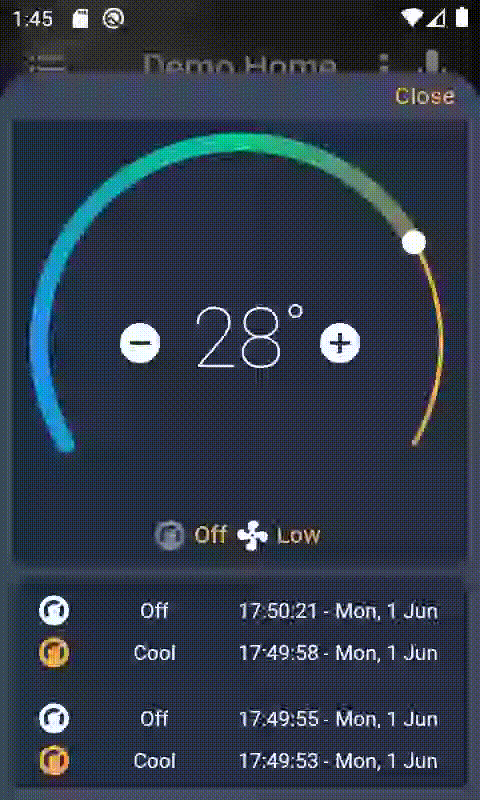 1:45
Demo Home
Close
28°
Off Low
Off 17:50:21 - Mon, 1 Jun
Cool 17:49:58 - Mon, 1 Jun
Off 17:49:55 - Mon, 1 Jun
Cool 17:49:53 - Mon, 1 Jun